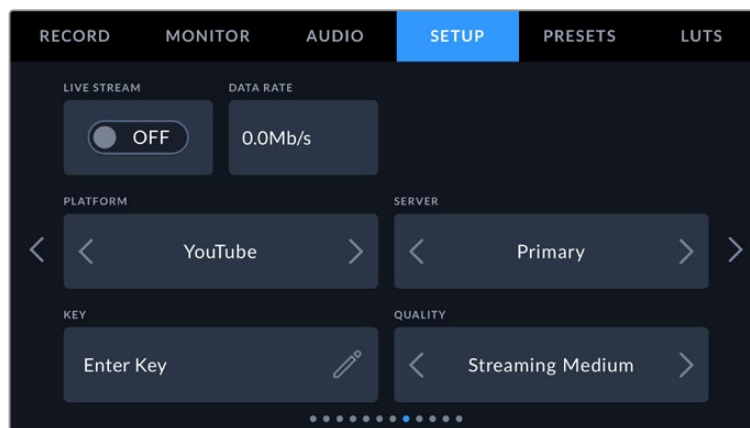 RECORD MONITOR AUDIO SETUP PRESETS LUTS
LIVE STREAM DATA RATE
OFF 0.0Mb/s
PLATFORM SERVER
YouTube Primary
KEY QUALITY
Enter Key Streaming Medium